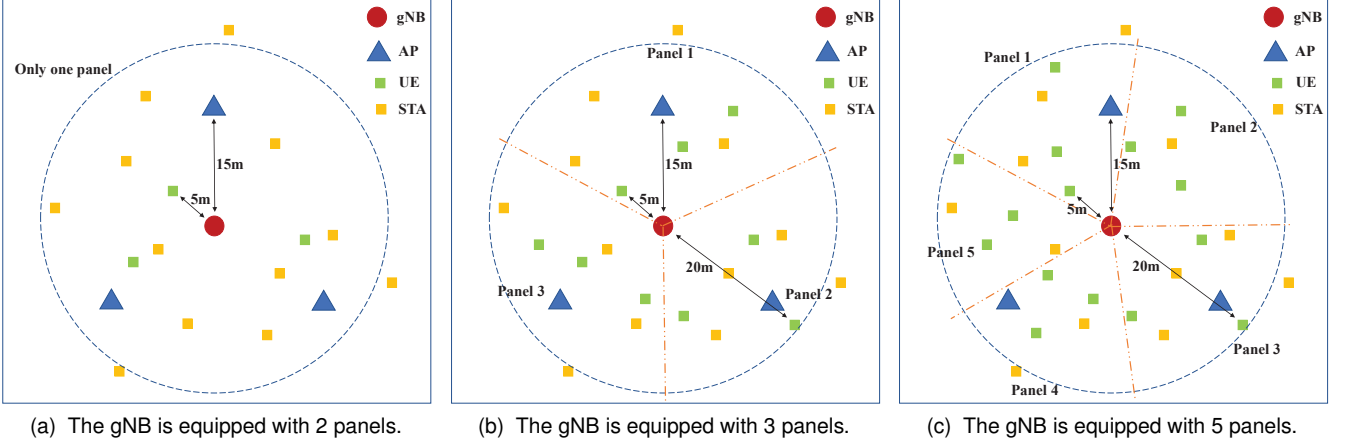 gNB
AP
UE
STA
Only one panel
15m
5m
(a) The gNB is equipped with 2 panels.
gNB
AP
UE
STA
Panel 1
15m
5m
20m
Panel 3
Panel 2
(b) The gNB is equipped with 3 panels.
gNB
AP
UE
STA
Panel 1
Panel 2
15m
5m
Panel 5
20m
Panel 3
Panel 4
(c) The gNB is equipped with 5 panels.